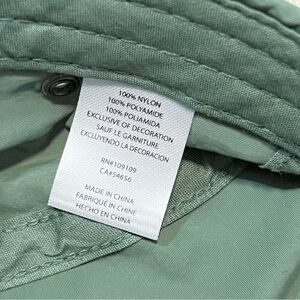 100% NYLON
100% POLYAMIDE
100% POLIAMIDA
EXCLUSIVE OF DECORATION
SAUF LE GARNITURE
EXCLUYENDO LA DECORACION
RN#109109
CA#54656
MADE IN CHINA
FABRIQUÉ IN CHINE
HECHO EN CHINA